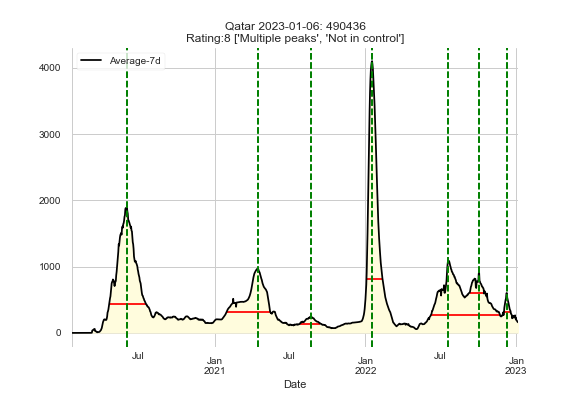 Qatar 2023-01-06: 490436
Rating:8 ['Multiple peaks', 'Not in control']
Average-7d
4000
3000
2000
1000
0
Jul
Jan
2021
Jul
Jan
2022
Jul
Jan
2023
Date